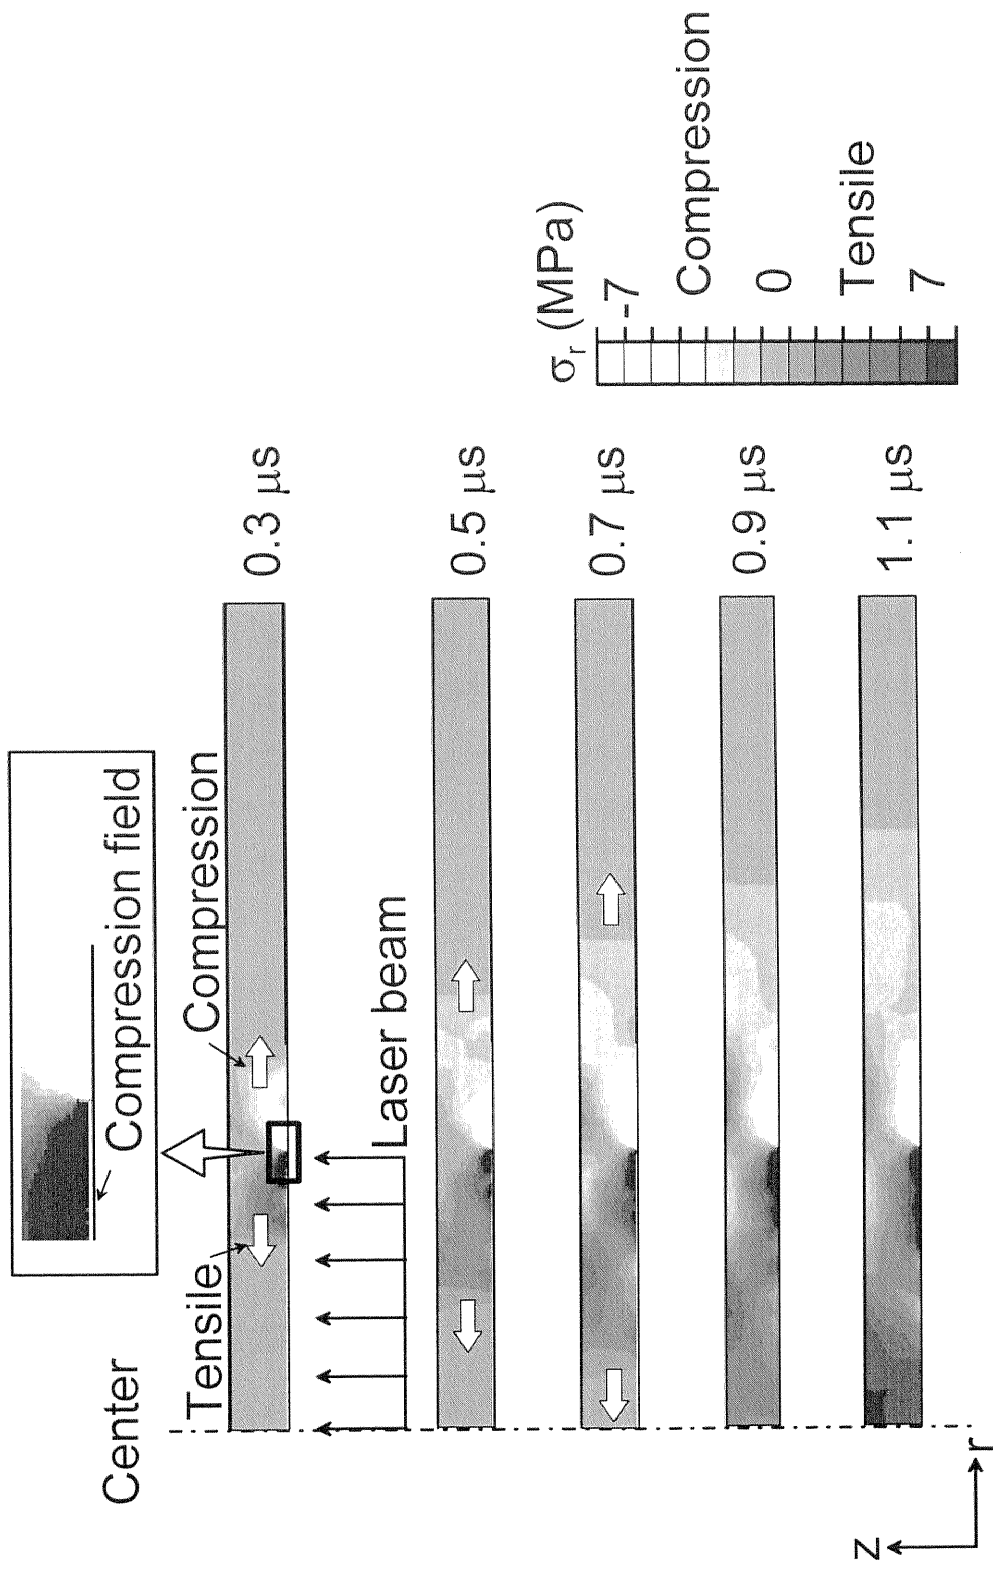 Center
Compression field
Tensile
Compression
0.3 μs
Laser beam
0.5 μs
0.7 μs
0.9 μs
1.1 μs
z
r
σr (MPa)
-7
Compression
0
Tensile
7